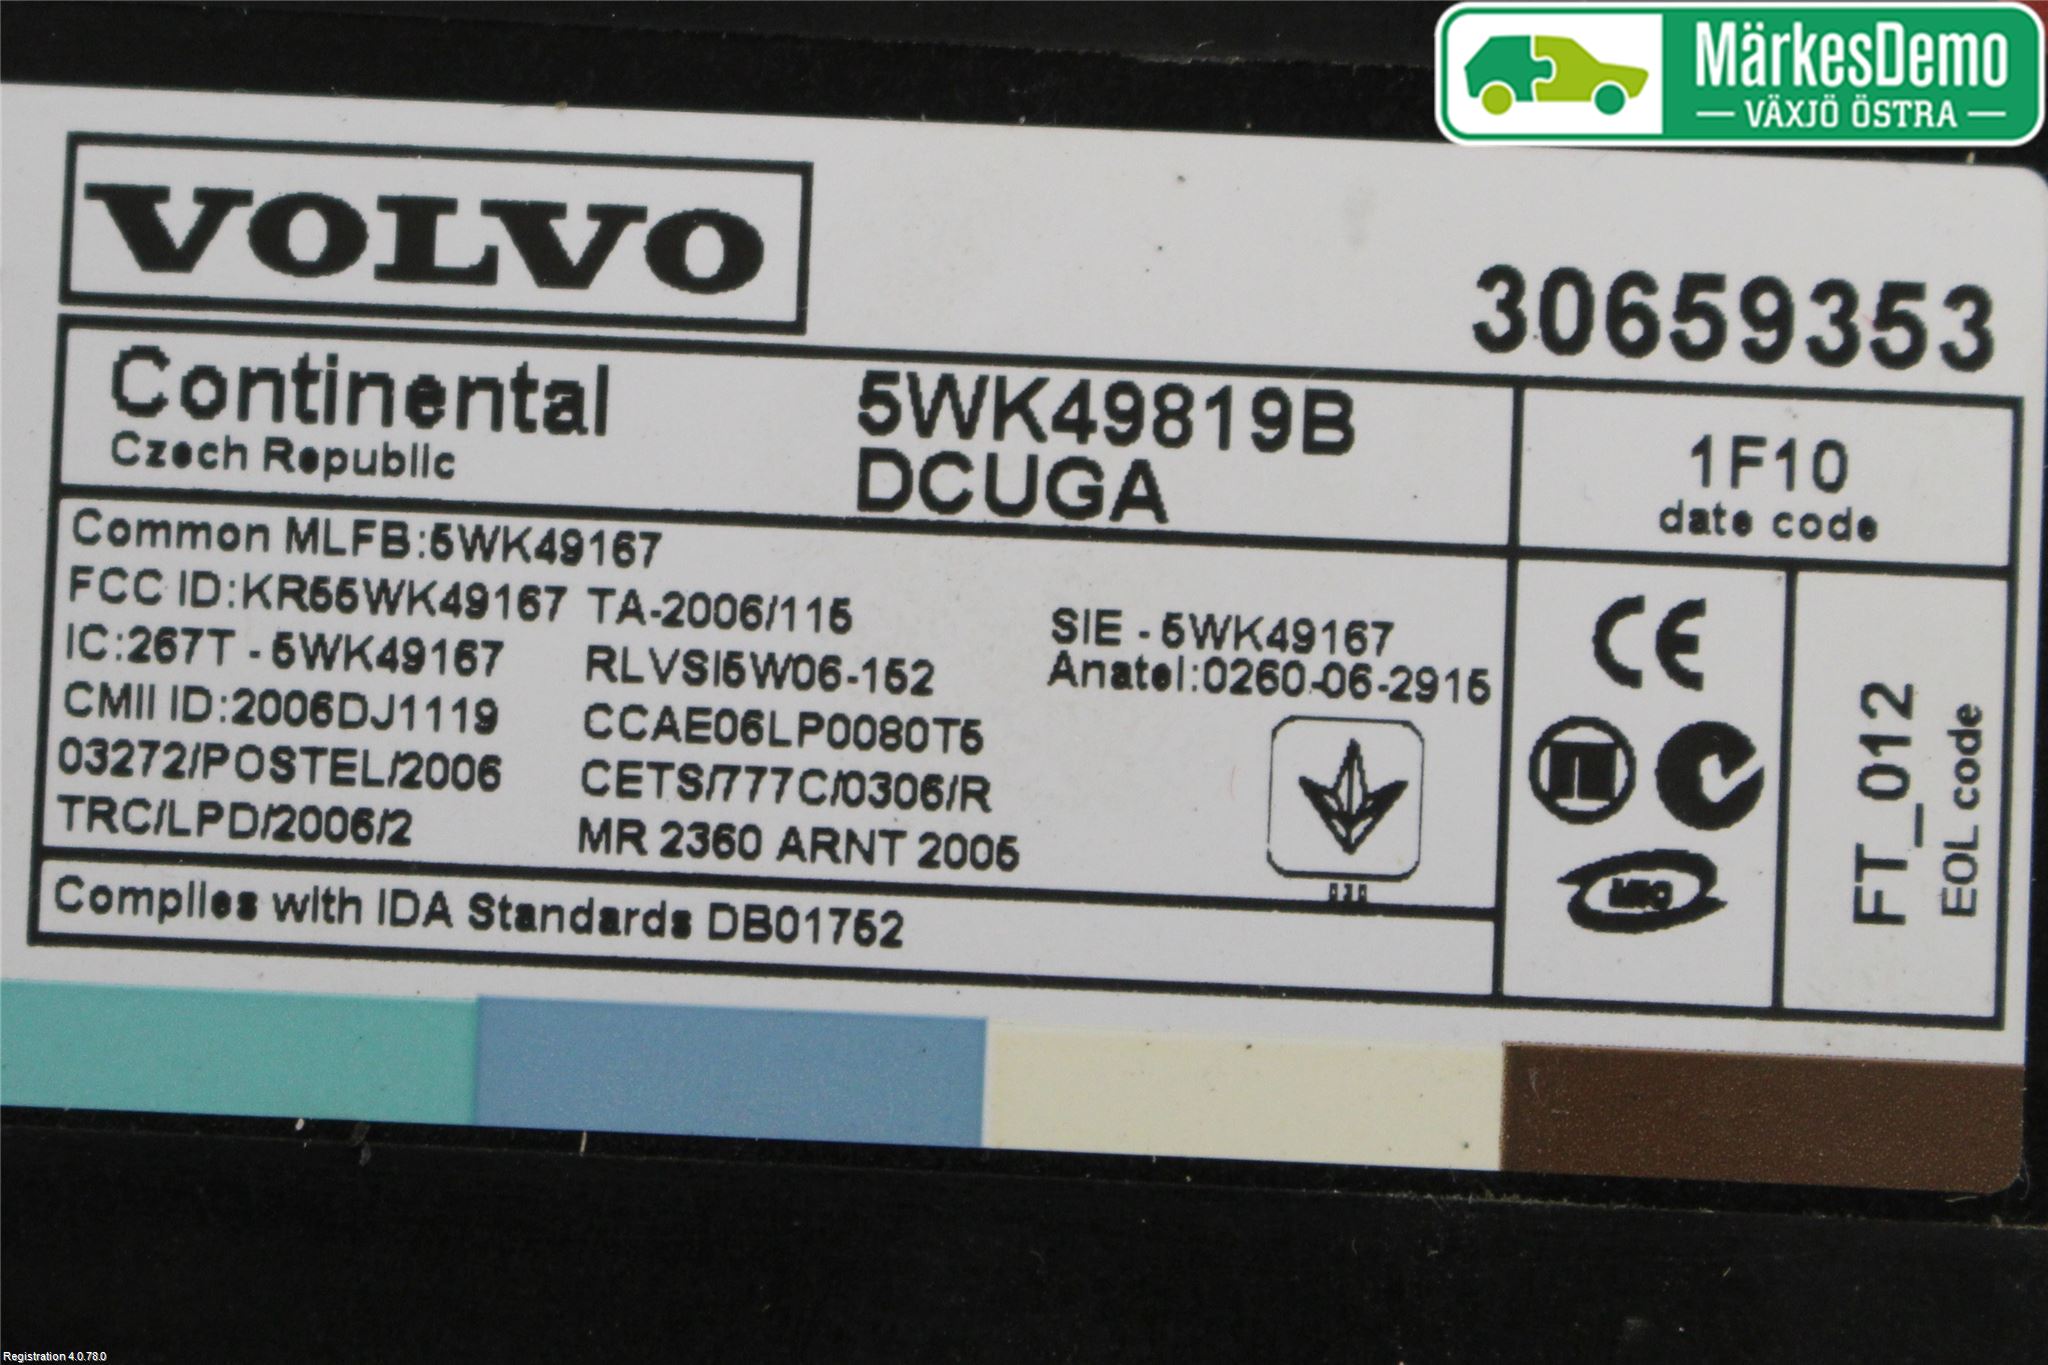 MärkesDemo
VÄXJÖ ÖSTRA
VOLVO
30659353
Continental
Czech Republic
5WK49819B
DCUGA
1F10
date code
Common MLFB:5WK49167
FCC ID:KR55WK49167
IC:267T - 5WK49167
CMII ID:2006DJ1119
03272/POSTEL/2006
TRC/LPD/2006/2
TA-2006/115
RLVSI5W06-152
CCAE06LP0080T5
CETS/777C/0306/R
MR 2360 ARNT 2005
SIE - 5WK49167
Anatel:0260-06-2915
CE
FT_012
EOL code
Complies with IDA Standards DB01752
Registration 4.0.78.0